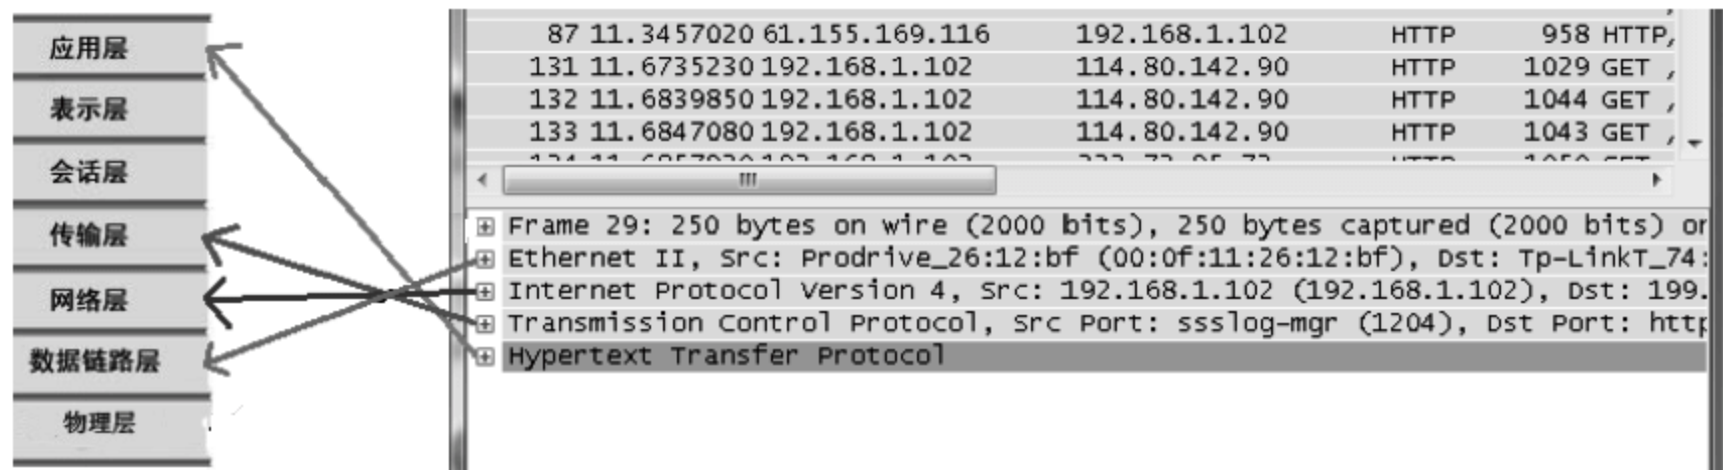 应用层
表示层
会话层
传输层
网络层
数据链路层
物理层
87 11.3457020 61.155.169.116 192.168.1.102 HTTP 958 HTTP,
131 11.6735230 192.168.1.102 114.80.142.90 HTTP 1029 GET ,
132 11.6839850 192.168.1.102 114.80.142.90 HTTP 1044 GET ,
133 11.6847080 192.168.1.102 114.80.142.90 HTTP 1043 GET ,
Frame 29: 250 bytes on wire (2000 bits), 250 bytes captured (2000 bits) or
Ethernet II, Src: Prodrive_26:12:bf (00:0f:11:26:12:bf), Dst: Tp-LinkT_74:
Internet Protocol Version 4, Src: 192.168.1.102 (192.168.1.102), Dst: 199.
Transmission Control Protocol, Src Port: ssslog-mgr (1204), Dst Port: http
Hypertext Transfer Protocol